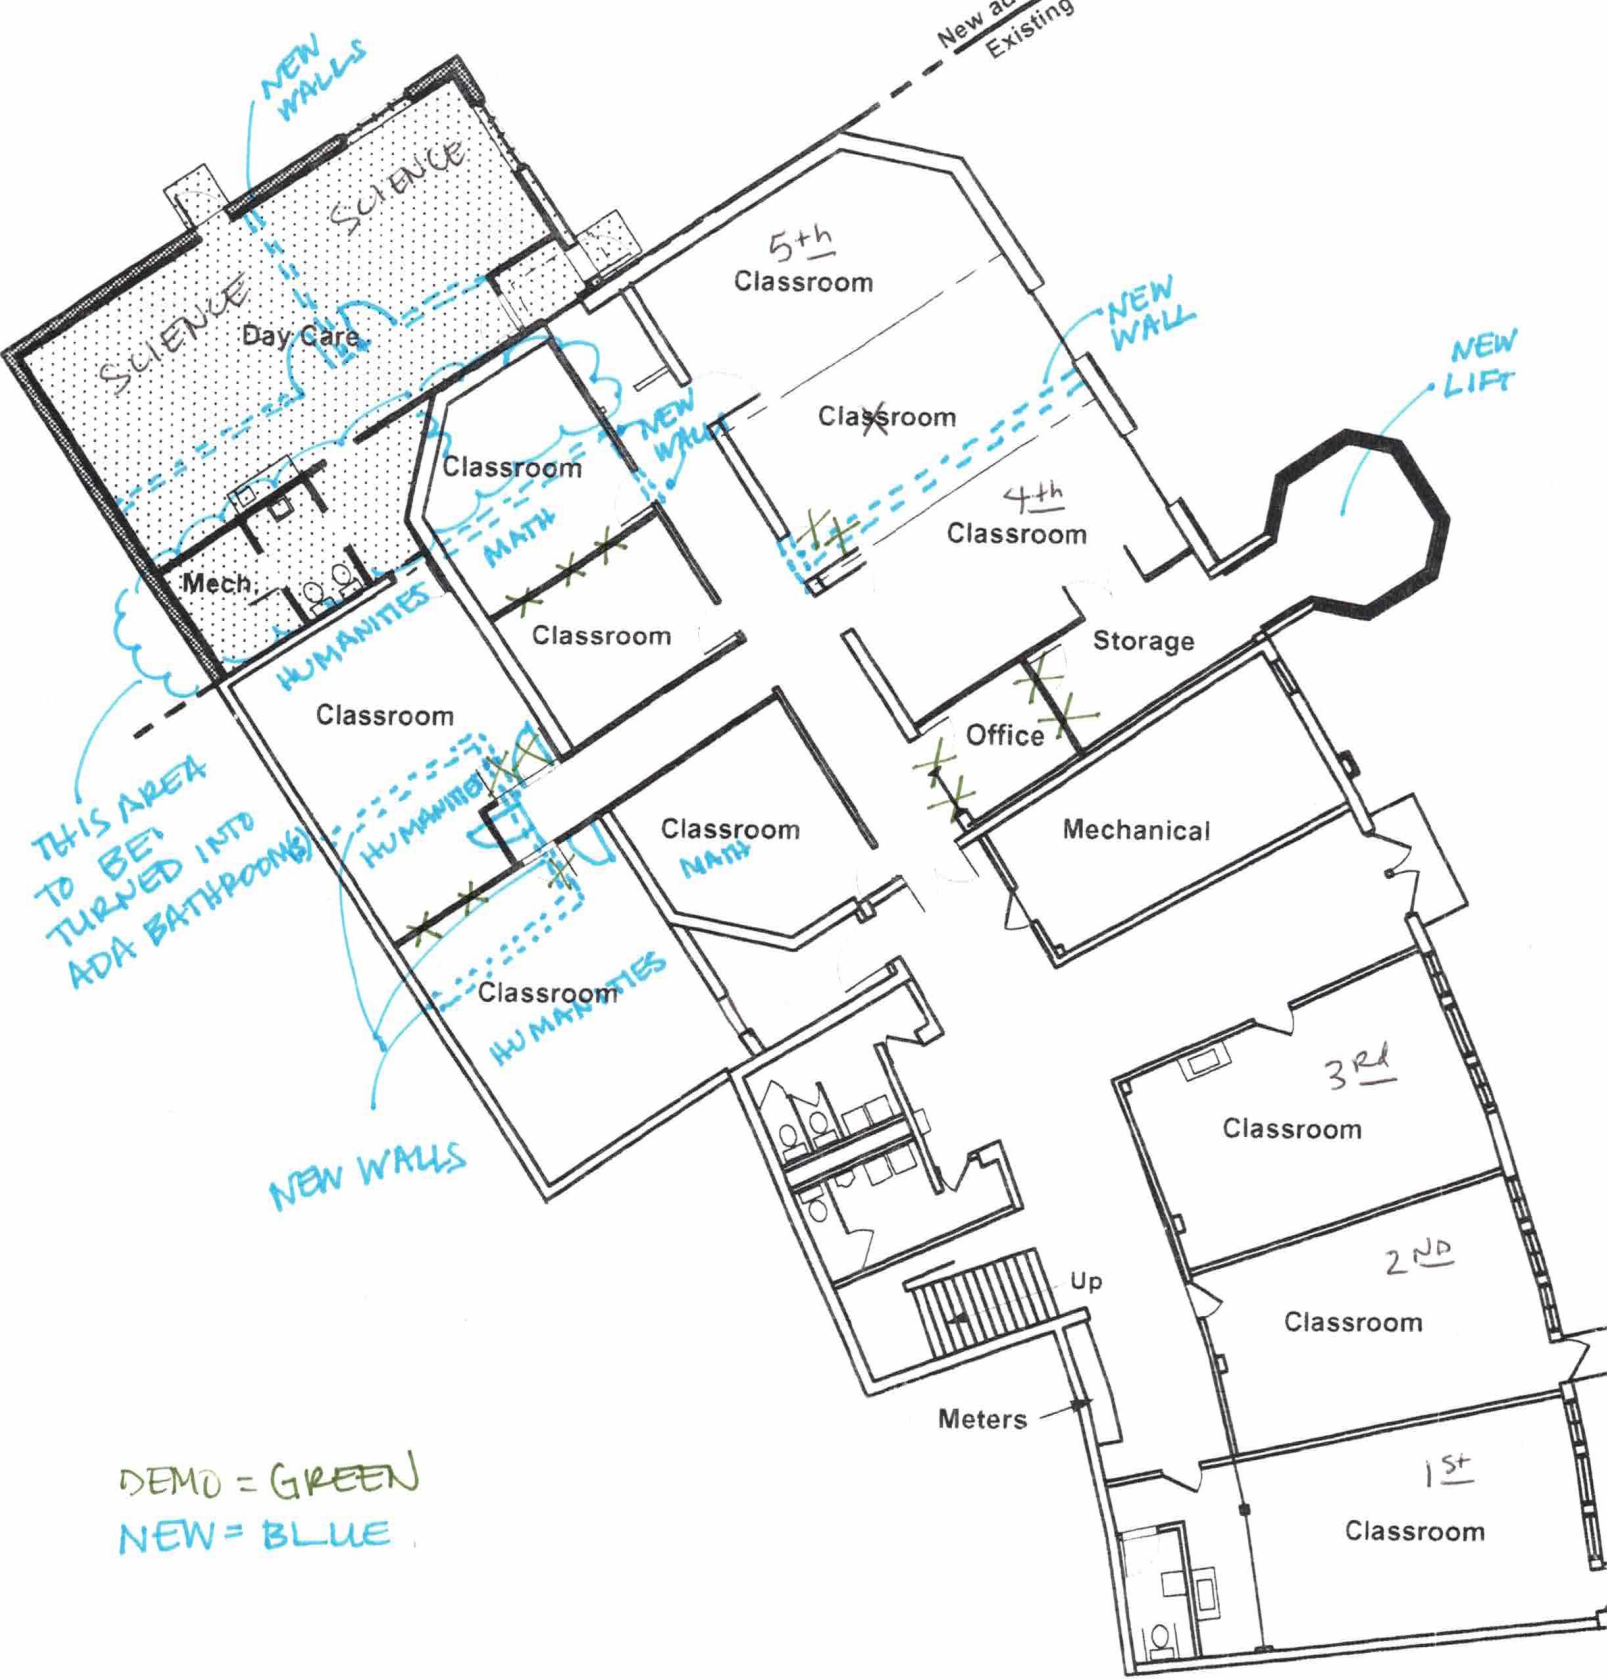 New ad
Existing
NEW
WALLS
SCIENCE
SCIENCE
Day Care
5th
Classroom
NEW
WALL
NEW
LIFT
Classroom
NEW
WALL
Classroom
4th
Classroom
MATH
Mech.
HUMANITIES
Classroom
Storage
Classroom
Office
HUMANITIES
Classroom
MATH
Mechanical
THIS AREA
TO BE
TURNED INTO
ADA BATHROOM(S)
Classroom
HUMANITIES
3rd
Classroom
NEW WALLS
2ND
Classroom
Up
Meters
1st
Classroom
DEMO = GREEN
NEW = BLUE